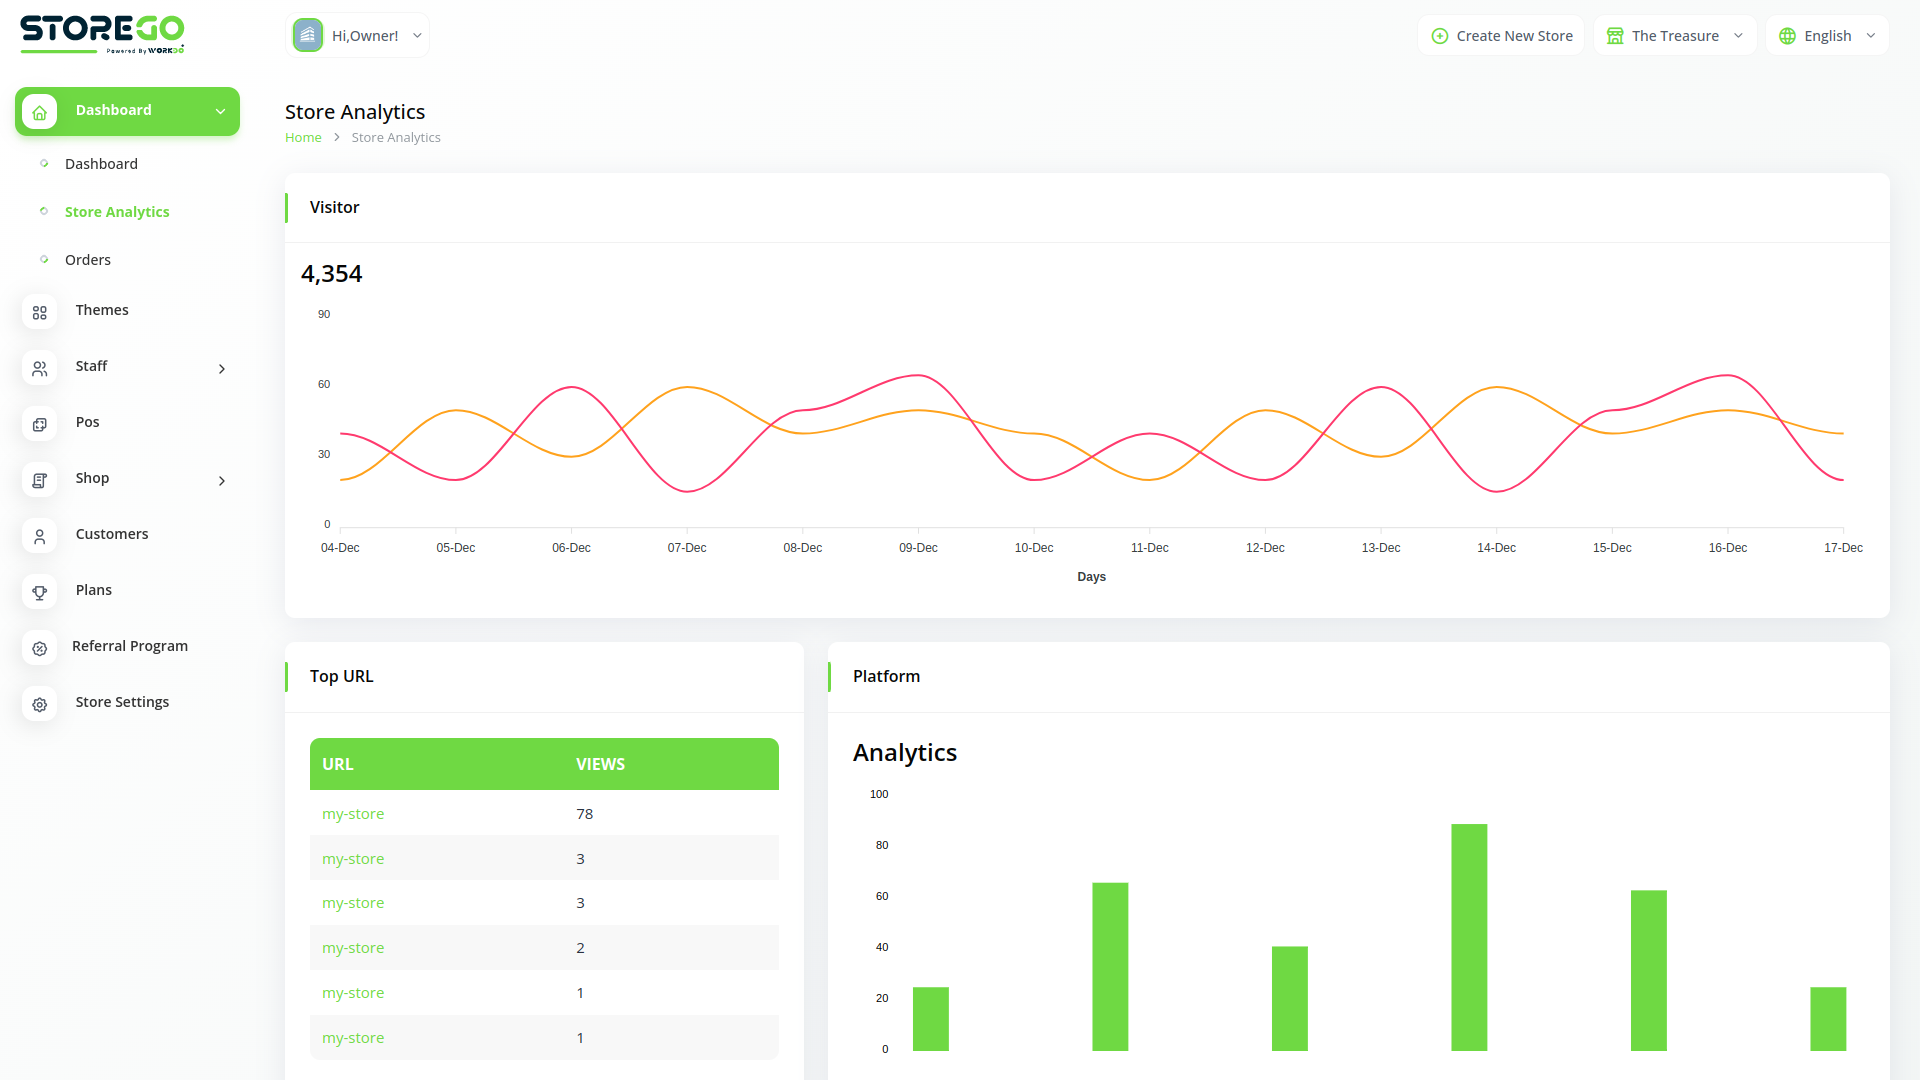 STOREGO
Powered By WORKDO
Hi,Owner!
Create New Store
The Treasure
English
Dashboard
Dashboard
Store Analytics
Orders
Themes
Staff
Pos
Shop
Customers
Plans
Referral Program
Store Settings
Store Analytics
Home
Store Analytics
Visitor
4,354
90
60
30
0
04-Dec 05-Dec 06-Dec 07-Dec 08-Dec 09-Dec 10-Dec 11-Dec 12-Dec 13-Dec 14-Dec 15-Dec 16-Dec 17-Dec
Days
Top URL
URL VIEWS
my-store 78
my-store 3
my-store 3
my-store 2
my-store 1
my-store 1
Platform
Analytics
100
80
60
40
20
0